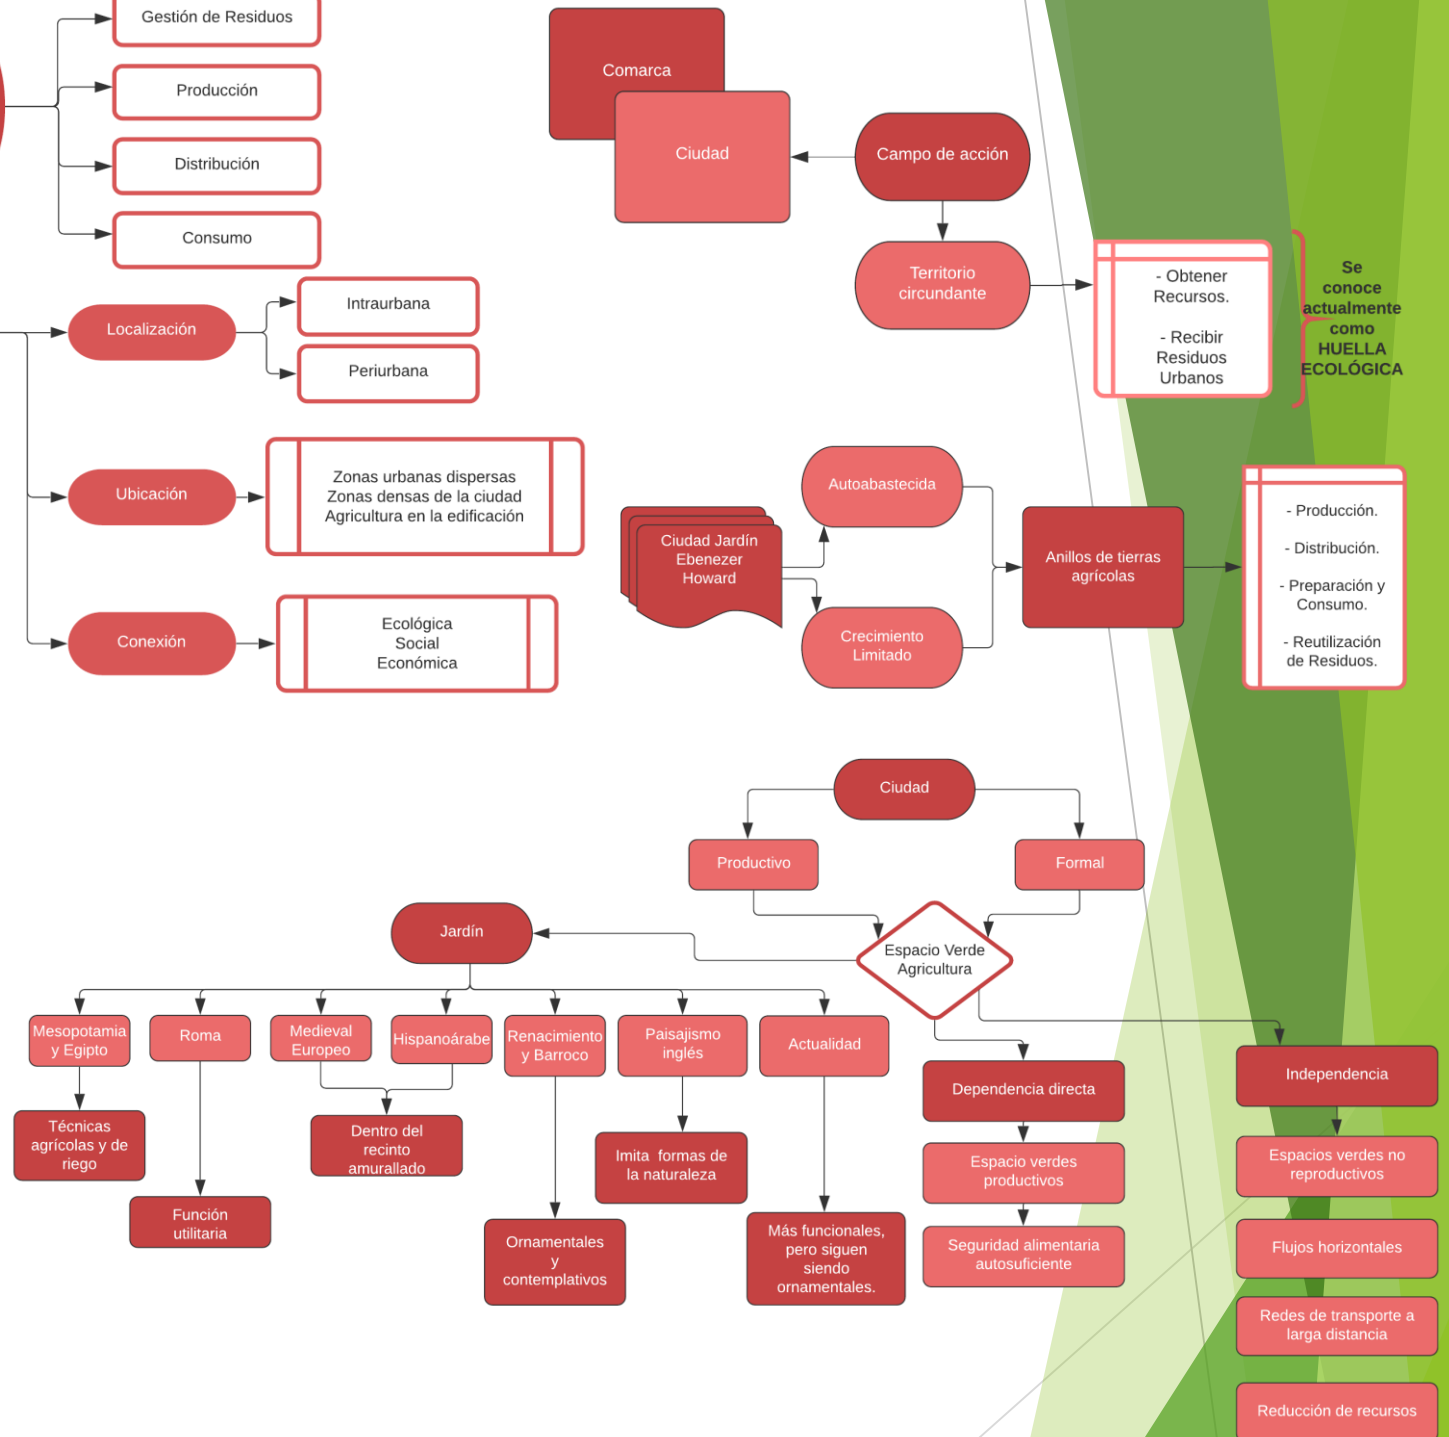 Gestión de Residuos
Producción
Distribución
Consumo
Localización
Intraurbana
Periurbana
Ubicación
Zonas urbanas dispersas
Zonas densas de la ciudad
Agricultura en la edificación
Conexión
Ecológica
Social
Económica
Comarca
Ciudad
Campo de acción
Territorio
circundante
- Obtener
Recursos.
- Recibir
Residuos
Urbanos
Se
conoce
actualmente
como
HUELLA
ECOLÓGICA
Ciudad Jardín
Ebenezer
Howard
Autoabastecida
Crecimiento
Limitado
Anillos de tierras
agrícolas
- Producción.
- Distribución.
- Preparación y
Consumo.
- Reutilización
de Residuos.
Ciudad
Productivo
Formal
Espacio Verde
Agricultura
Jardín
Mesopotamia
y Egipto
Roma
Medieval
Europeo
Hispanoárabe
Renacimiento
y Barroco
Paisajismo
inglés
Actualidad
Técnicas
agrícolas y de
riego
Función
utilitaria
Dentro del
recinto
amurallado
Ornamentales
y
contemplativos
Imita formas de
la naturaleza
Más funcionales,
pero siguen
siendo
ornamentales.
Dependencia directa
Espacio verdes
productivos
Seguridad alimentaria
autosuficiente
Independencia
Espacios verdes no
reproductivos
Flujos horizontales
Redes de transporte a
larga distancia
Reducción de recursos